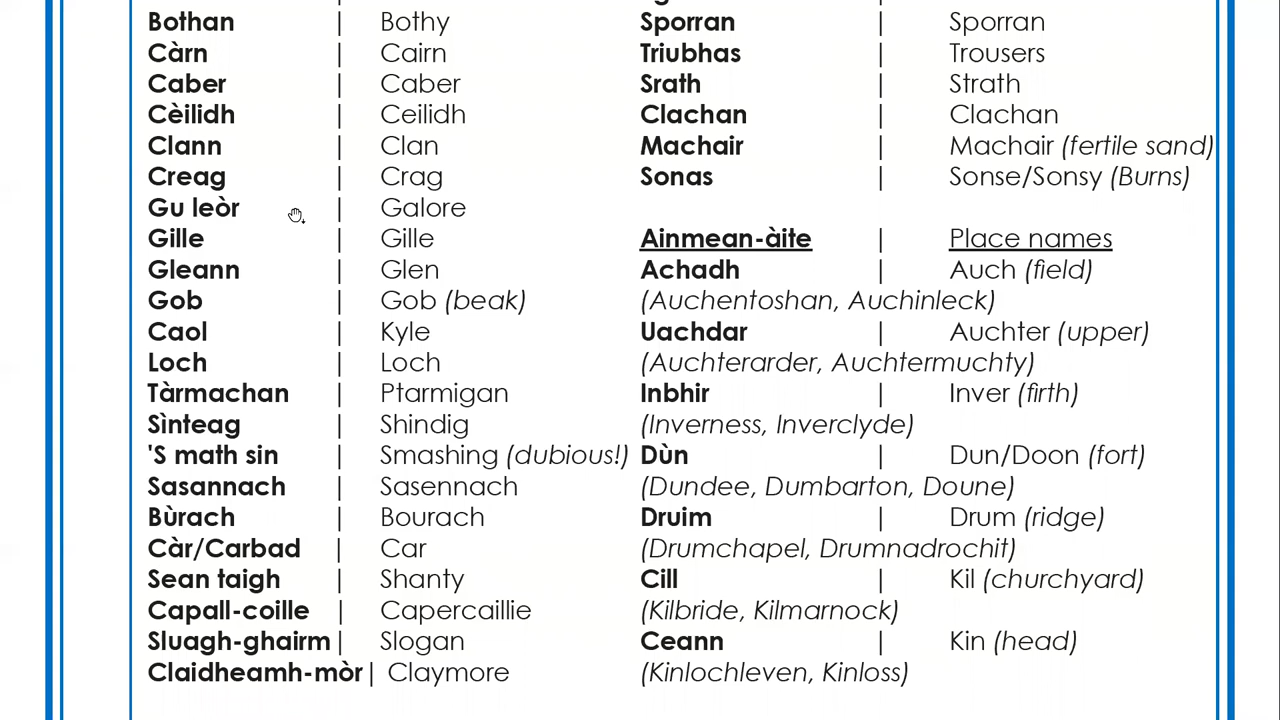 Bothan | Bothy
Càrn | Cairn
Caber | Caber
Cèilidh | Ceilidh
Clann | Clan
Creag | Crag
Gu leòr | Galore
Gille | Gille
Gleann | Glen
Gob | Gob (beak)
Caol | Kyle
Loch | Loch
Tàrmachan | Ptarmigan
Sìnteag | Shindig
'S math sin | Smashing (dubious!)
Sasannach | Sasennach
Bùrach | Bourach
Càr/Carbad | Car
Sean taigh | Shanty
Capall-coille | Capercaillie
Sluagh-ghairm | Slogan
Claidheamh-mòr | Claymore
Sporran | Sporran
Triubhas | Trousers
Srath | Strath
Clachan | Clachan
Machair | Machair (fertile sand)
Sonas | Sonse/Sonsy (Burns)
Ainmean-àite | Place names
Achadh | Auch (field)
(Auchentoshan, Auchinleck)
Uachdar | Auchter (upper)
(Auchterarder, Auchtermuchty)
Inbhir | Inver (firth)
(Inverness, Inverclyde)
Dùn | Dun/Doon (fort)
(Dundee, Dumbarton, Doune)
Druim | Drum (ridge)
(Drumchapel, Drumnadrochit)
Cill | Kil (churchyard)
(Kilbride, Kilmarnock)
Ceann | Kin (head)
(Kinlochleven, Kinloss)